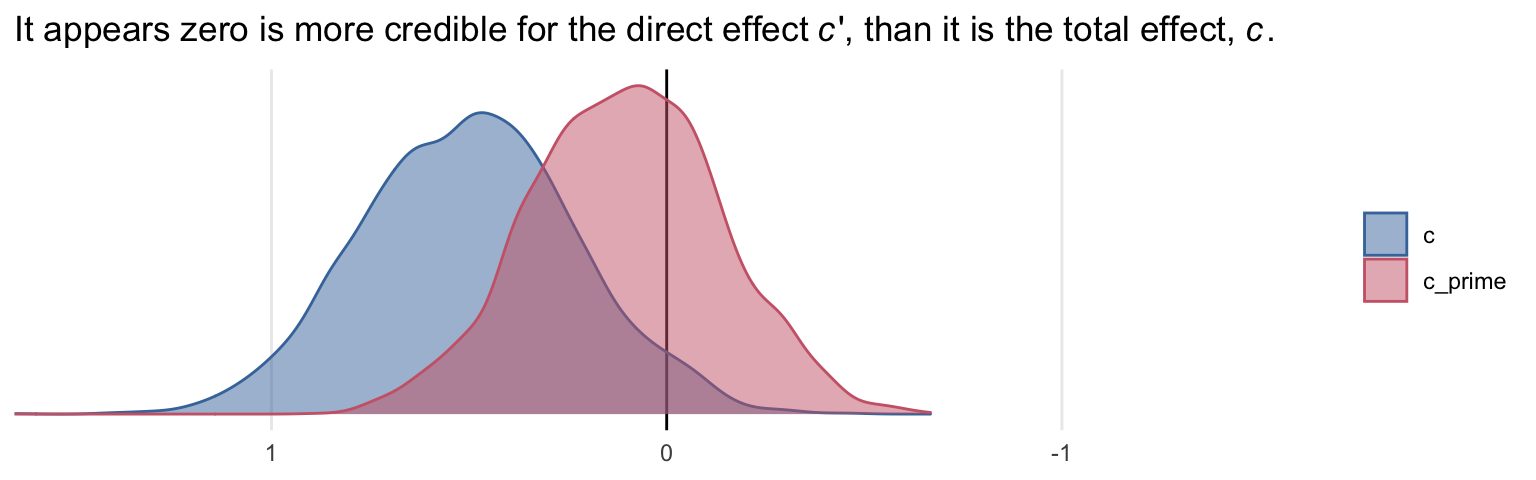 It appears zero is more credible for the direct effect c', than it is the total effect, c.
c
c_prime
1
0
-1